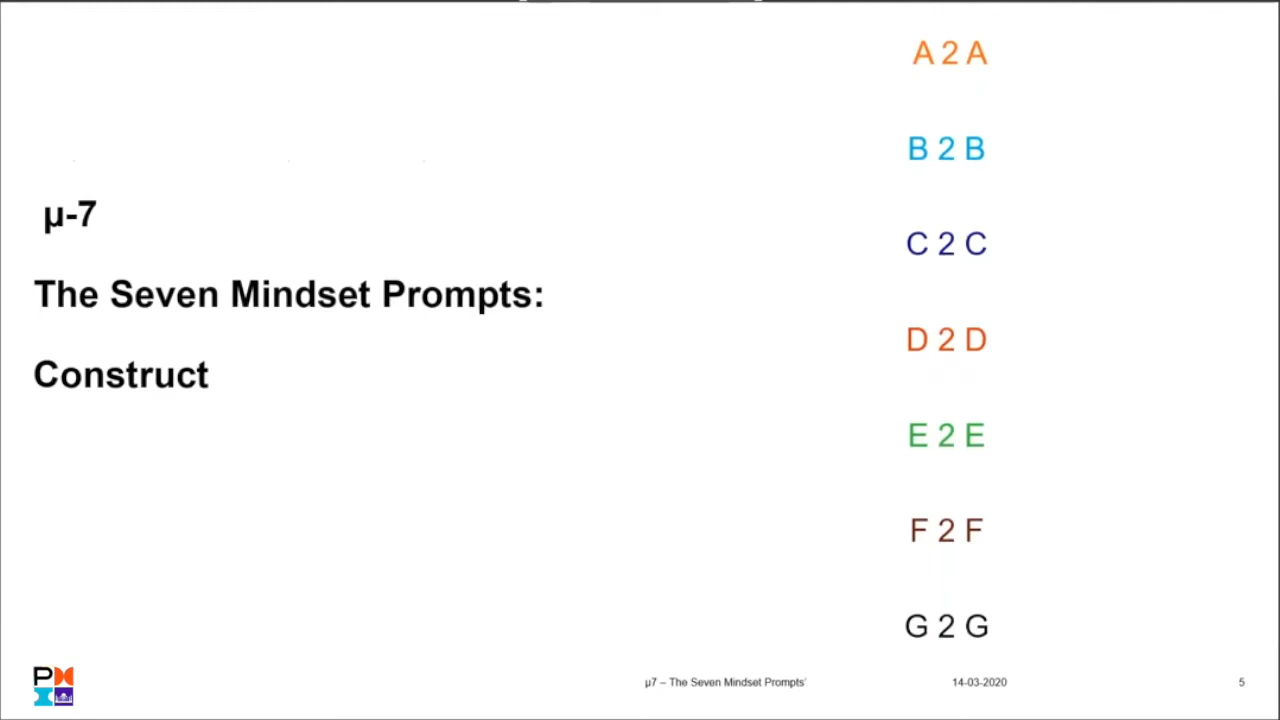 µ-7
The Seven Mindset Prompts:
Construct
A 2 A
B 2 B
C 2 C
D 2 D
E 2 E
F 2 F
G 2 G
P
µ7 – The Seven Mindset Prompts’
14-03-2020
5